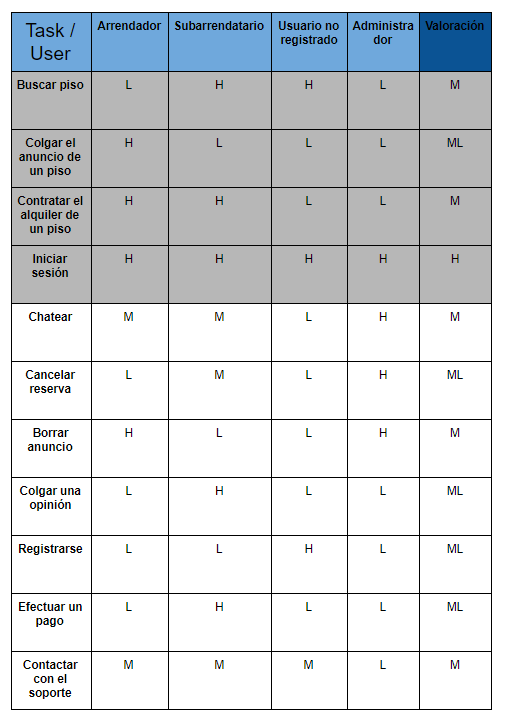 Task / User Arrendador Subarrendatario Usuario no registrado Administrador Valoración
Buscar piso L H H L M
Colgar el anuncio de un piso H L L L ML
Contratar el alquiler de un piso H H L L M
Iniciar sesión H H H H H
Chatear M M L H M
Cancelar reserva L M L H ML
Borrar anuncio H L L H M
Colgar una opinión L H L L ML
Registrarse L L H L ML
Efectuar un pago L H L L ML
Contactar con el soporte M M M L M